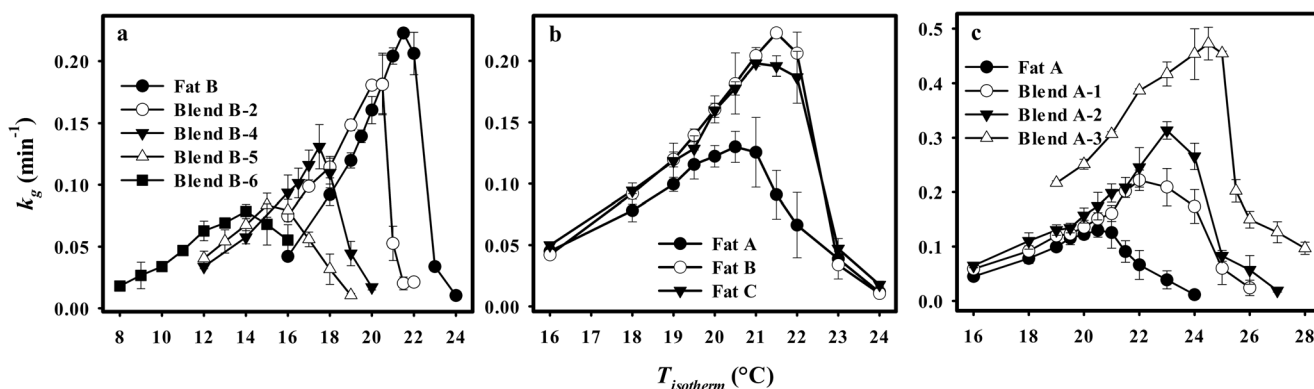 a
Fat B
Blend B-2
Blend B-4
Blend B-5
Blend B-6
0.20
0.15
0.10
0.05
0.00
k_g (min⁻¹)
8 10 12 14 16 18 20 22 24
b
Fat A
Fat B
Fat C
0.20
0.15
0.10
0.05
0.00
16 17 18 19 20 21 22 23 24
c
Fat A
Blend A-1
Blend A-2
Blend A-3
0.5
0.4
0.3
0.2
0.1
0.0
16 18 20 22 24 26 28
T_isotherm (°C)